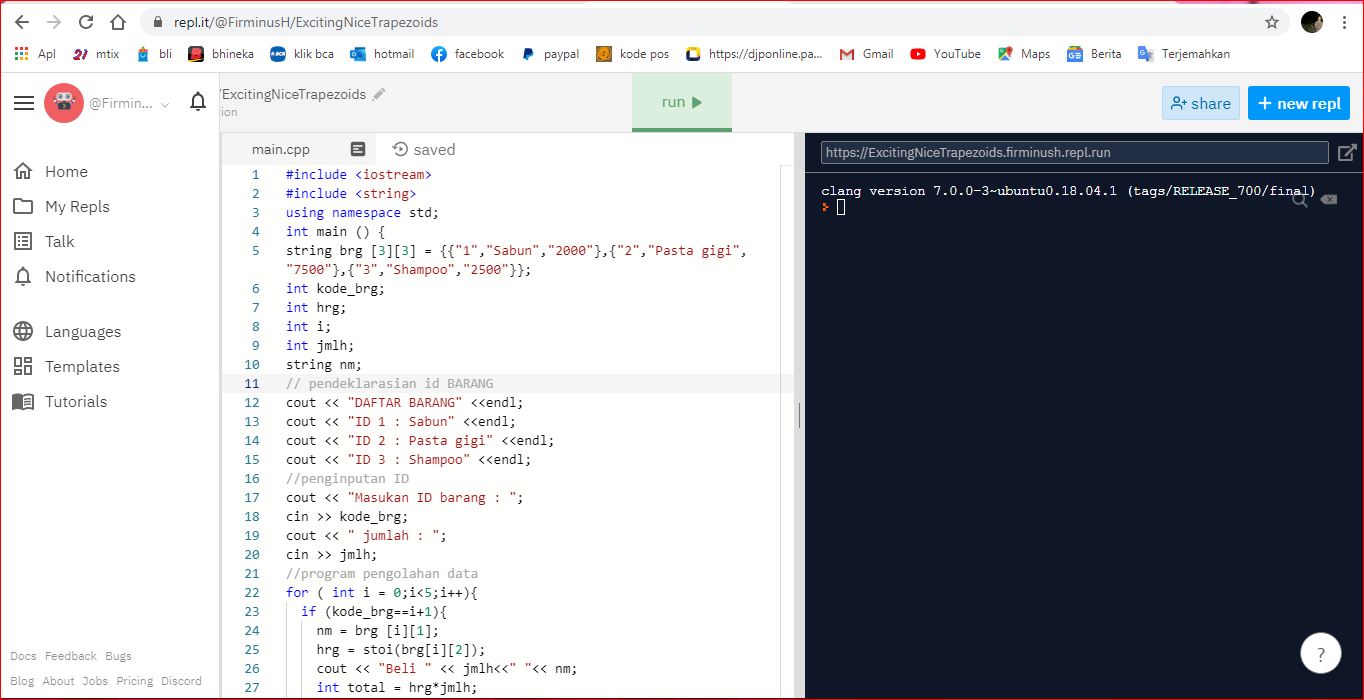 repl.it/@FirminusH/ExcitingNiceTrapezoids
Apl mtix bli bhineka klik bca hotmail facebook paypal kode pos https://djponline.pa... Gmail YouTube Maps Berita Terjemahkan
@Firmin... /ExcitingNiceTrapezoids run share + new repl
ion
main.cpp saved
https://ExcitingNiceTrapezoids.firminush.repl.run
Home
My Repls
Talk
Notifications
Languages
Templates
Tutorials
Docs Feedback Bugs
Blog About Jobs Pricing Discord
1 #include <iostream>
2 #include <string>
3 using namespace std;
4 int main () {
5 string brg [3][3] = {{"1","Sabun","2000"},{"2","Pasta gigi",
"7500"},{"3","Shampoo","2500"}};
6 int kode_brg;
7 int hrg;
8 int i;
9 int jmlh;
10 string nm;
11 // pendeklarasian id BARANG
12 cout << "DAFTAR BARANG" <<endl;
13 cout << "ID 1 : Sabun" <<endl;
14 cout << "ID 2 : Pasta gigi" <<endl;
15 cout << "ID 3 : Shampoo" <<endl;
16 //penginputan ID
17 cout << "Masukan ID barang : ";
18 cin >> kode_brg;
19 cout << " jumlah : ";
20 cin >> jmlh;
21 //program pengolahan data
22 for ( int i = 0;i<5;i++){
23 if (kode_brg==i+1){
24 nm = brg [i][1];
25 hrg = stoi(brg[i][2]);
26 cout << "Beli " << jmlh<<" "<< nm;
27 int total = hrg*jmlh;
clang version 7.0.0-3~ubuntu0.18.04.1 (tags/RELEASE_700/final)
>
?